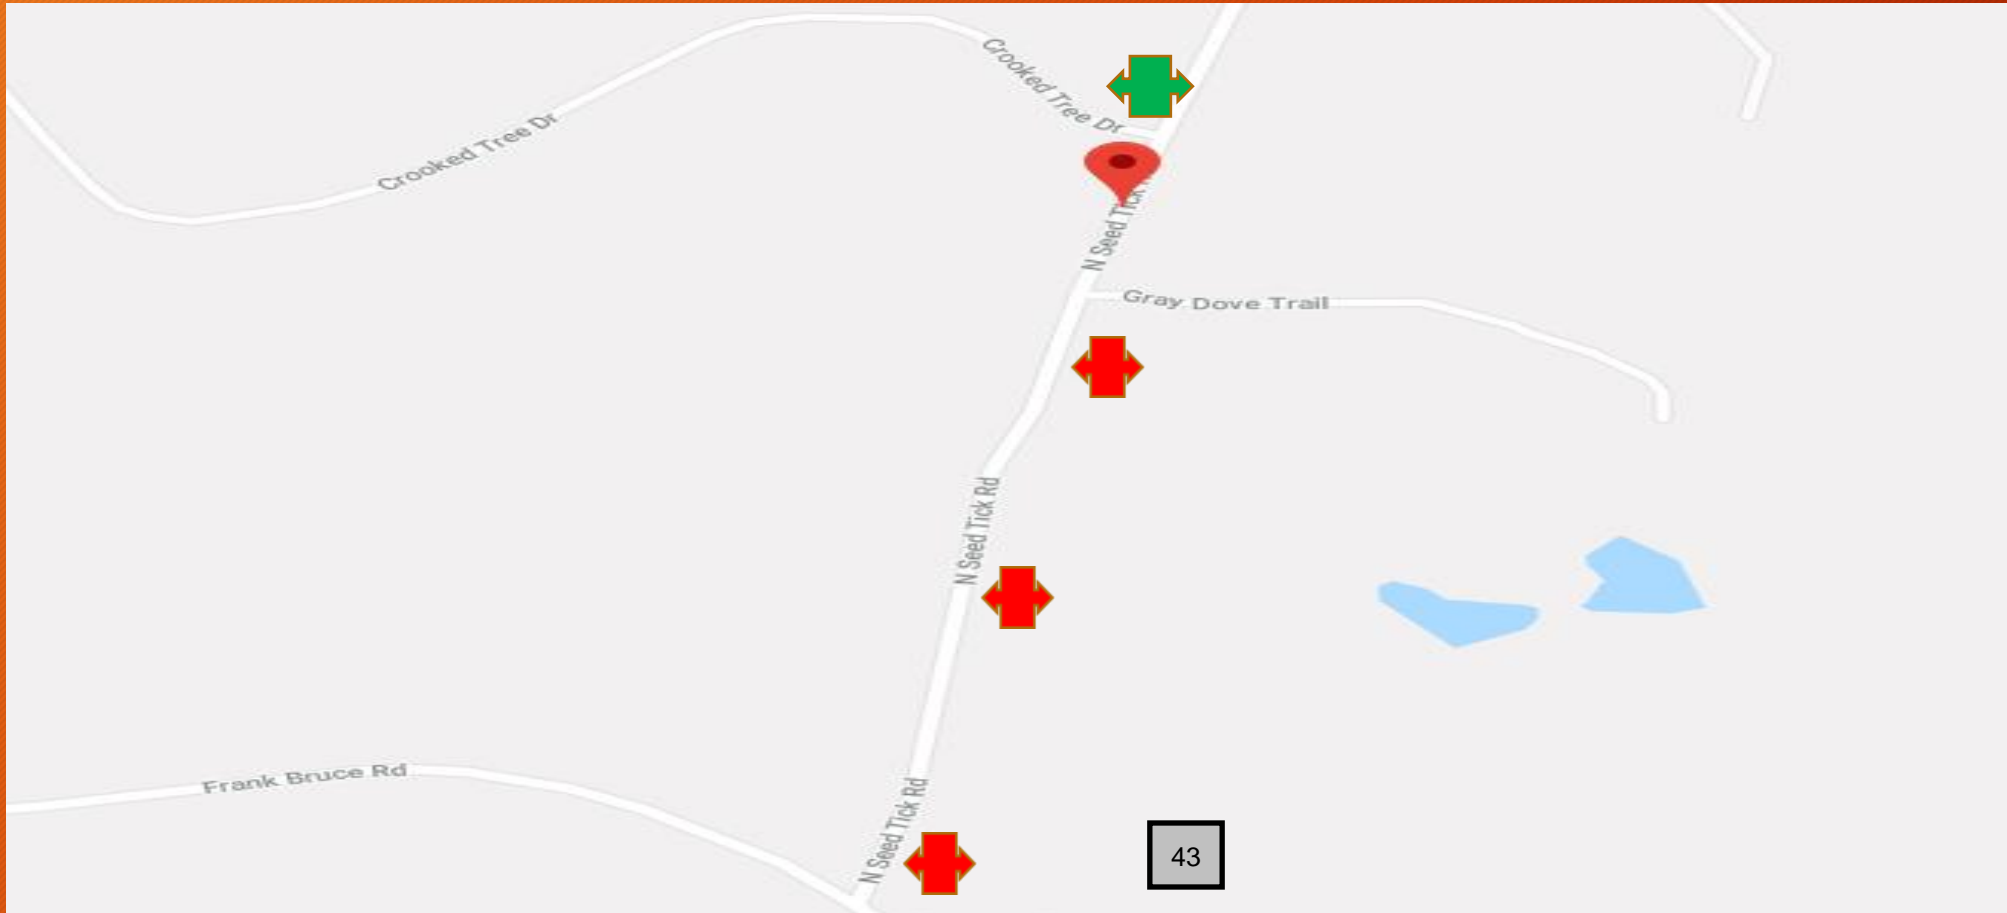 Crooked Tree Dr
Crooked Tree Dr
N Seed Tick
Gray Dove Trail
N Seed Tick Rd
Frank Bruce Rd
N Seed Tick Rd
43